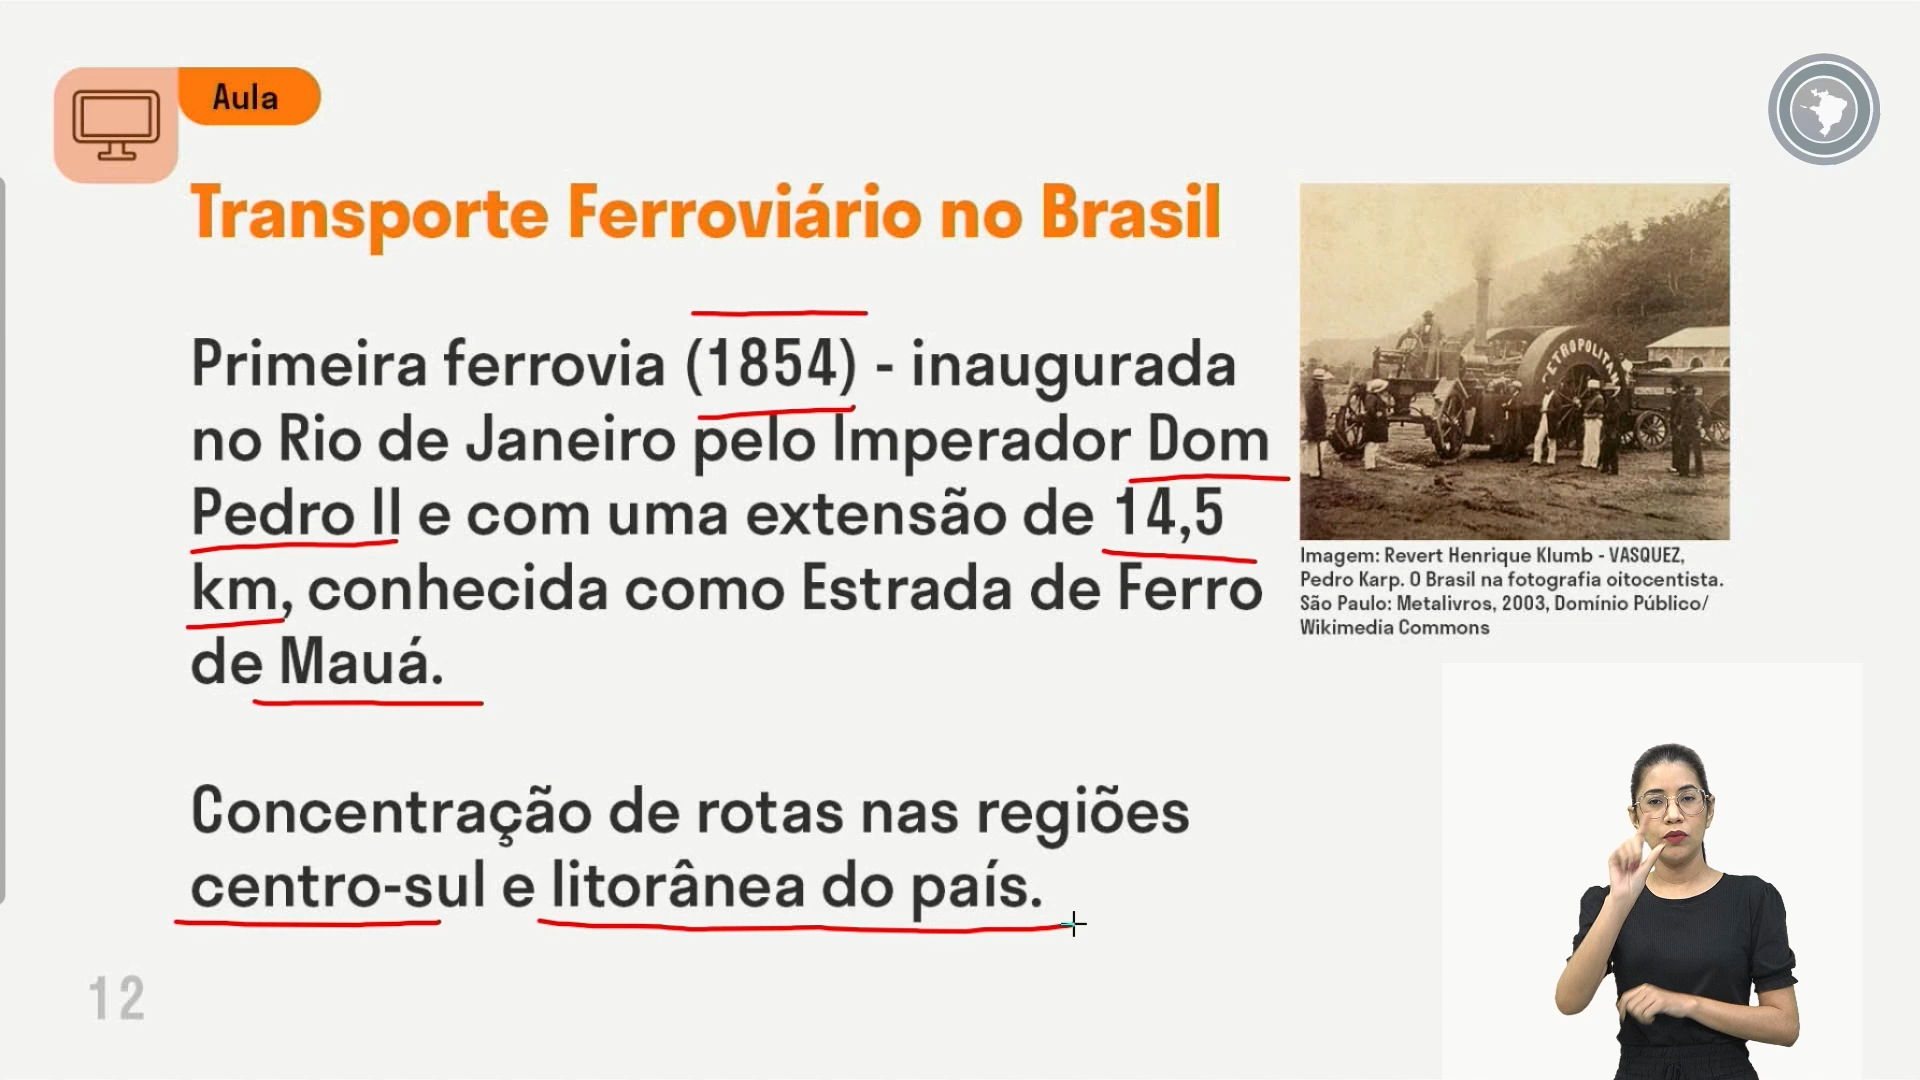 Aula
Transporte Ferroviário no Brasil
Primeira ferrovia (1854) - inaugurada
no Rio de Janeiro pelo Imperador Dom
Pedro II e com uma extensão de 14,5
km, conhecida como Estrada de Ferro
de Mauá.
Concentração de rotas nas regiões
centro-sul e litorânea do país.
12
ETROPOLITAN
Imagem: Revert Henrique Klumb - VASQUEZ,
Pedro Karp. O Brasil na fotografia oitocentista.
São Paulo: Metalivros, 2003, Domínio Público/
Wikimedia Commons